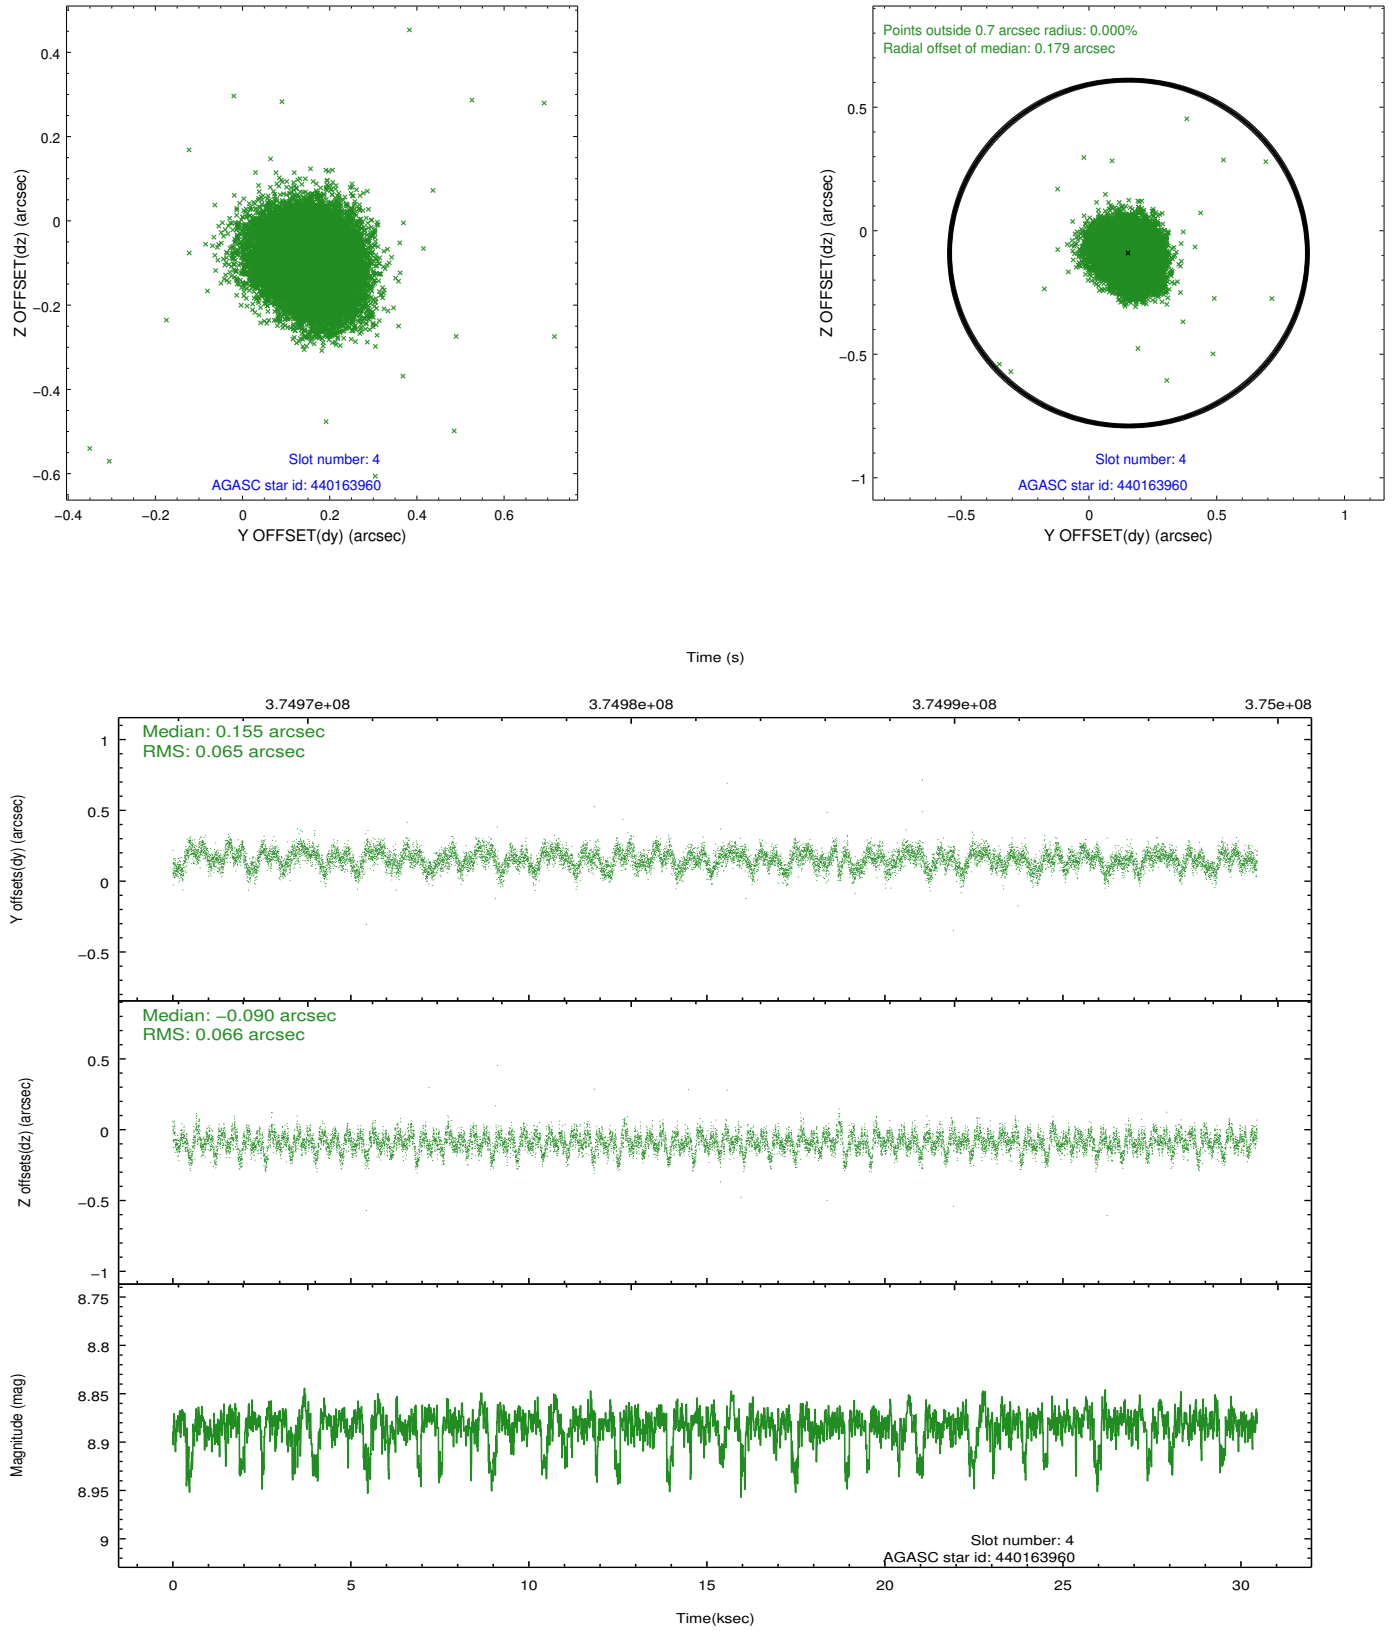 0.4
0.2
0
−0.2
−0.4
−0.6
Z OFFSET(dz) (arcsec)
Slot number: 4
AGASC star id: 440163960
−0.4
−0.2
0
0.2
0.4
0.6
Y OFFSET(dy) (arcsec)
Points outside 0.7 arcsec radius: 0.000%
Radial offset of median: 0.179 arcsec
0.5
0
−0.5
−1
Z OFFSET(dz) (arcsec)
Slot number: 4
AGASC star id: 440163960
−0.5
0
0.5
1
Y OFFSET(dy) (arcsec)
Time (s)
3.7497e+08
3.7498e+08
3.7499e+08
3.75e+08
Median: 0.155 arcsec
RMS: 0.065 arcsec
1
0.5
0
−0.5
Y offsets(dy) (arcsec)
Median: −0.090 arcsec
RMS: 0.066 arcsec
0.5
0
−0.5
−1
Z offsets(dz) (arcsec)
8.75
8.8
8.85
8.9
8.95
9
Magnitude (mag)
Slot number: 4
AGASC star id: 440163960
0
5
10
15
20
25
30
Time(ksec)